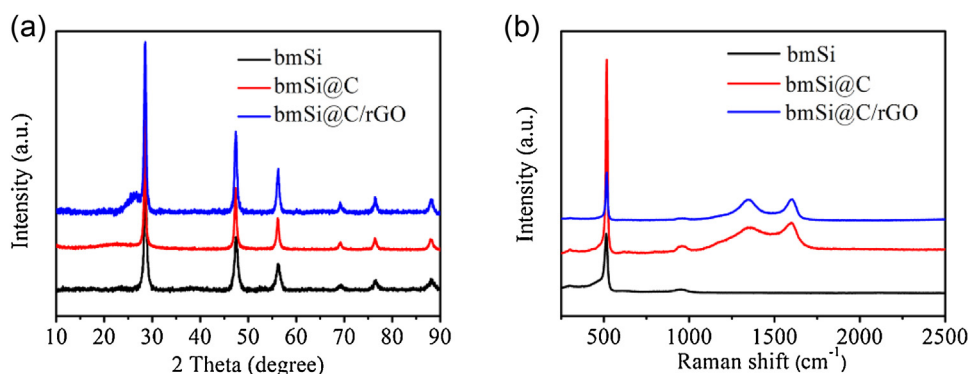 (a)
bmSi
bmSi@C
bmSi@C/rGO
Intensity (a.u.)
10 20 30 40 50 60 70 80 90
2 Theta (degree)
(b)
bmSi
bmSi@C
bmSi@C/rGO
Intensity (a.u.)
500 1000 1500 2000 2500
Raman shift (cm⁻¹)